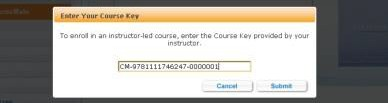 Enter Your Course Key
To enroll in an instructor-led course, enter the Course Key provided by your
instructor.
CM-9781111746247-0000001
Cancel Submit